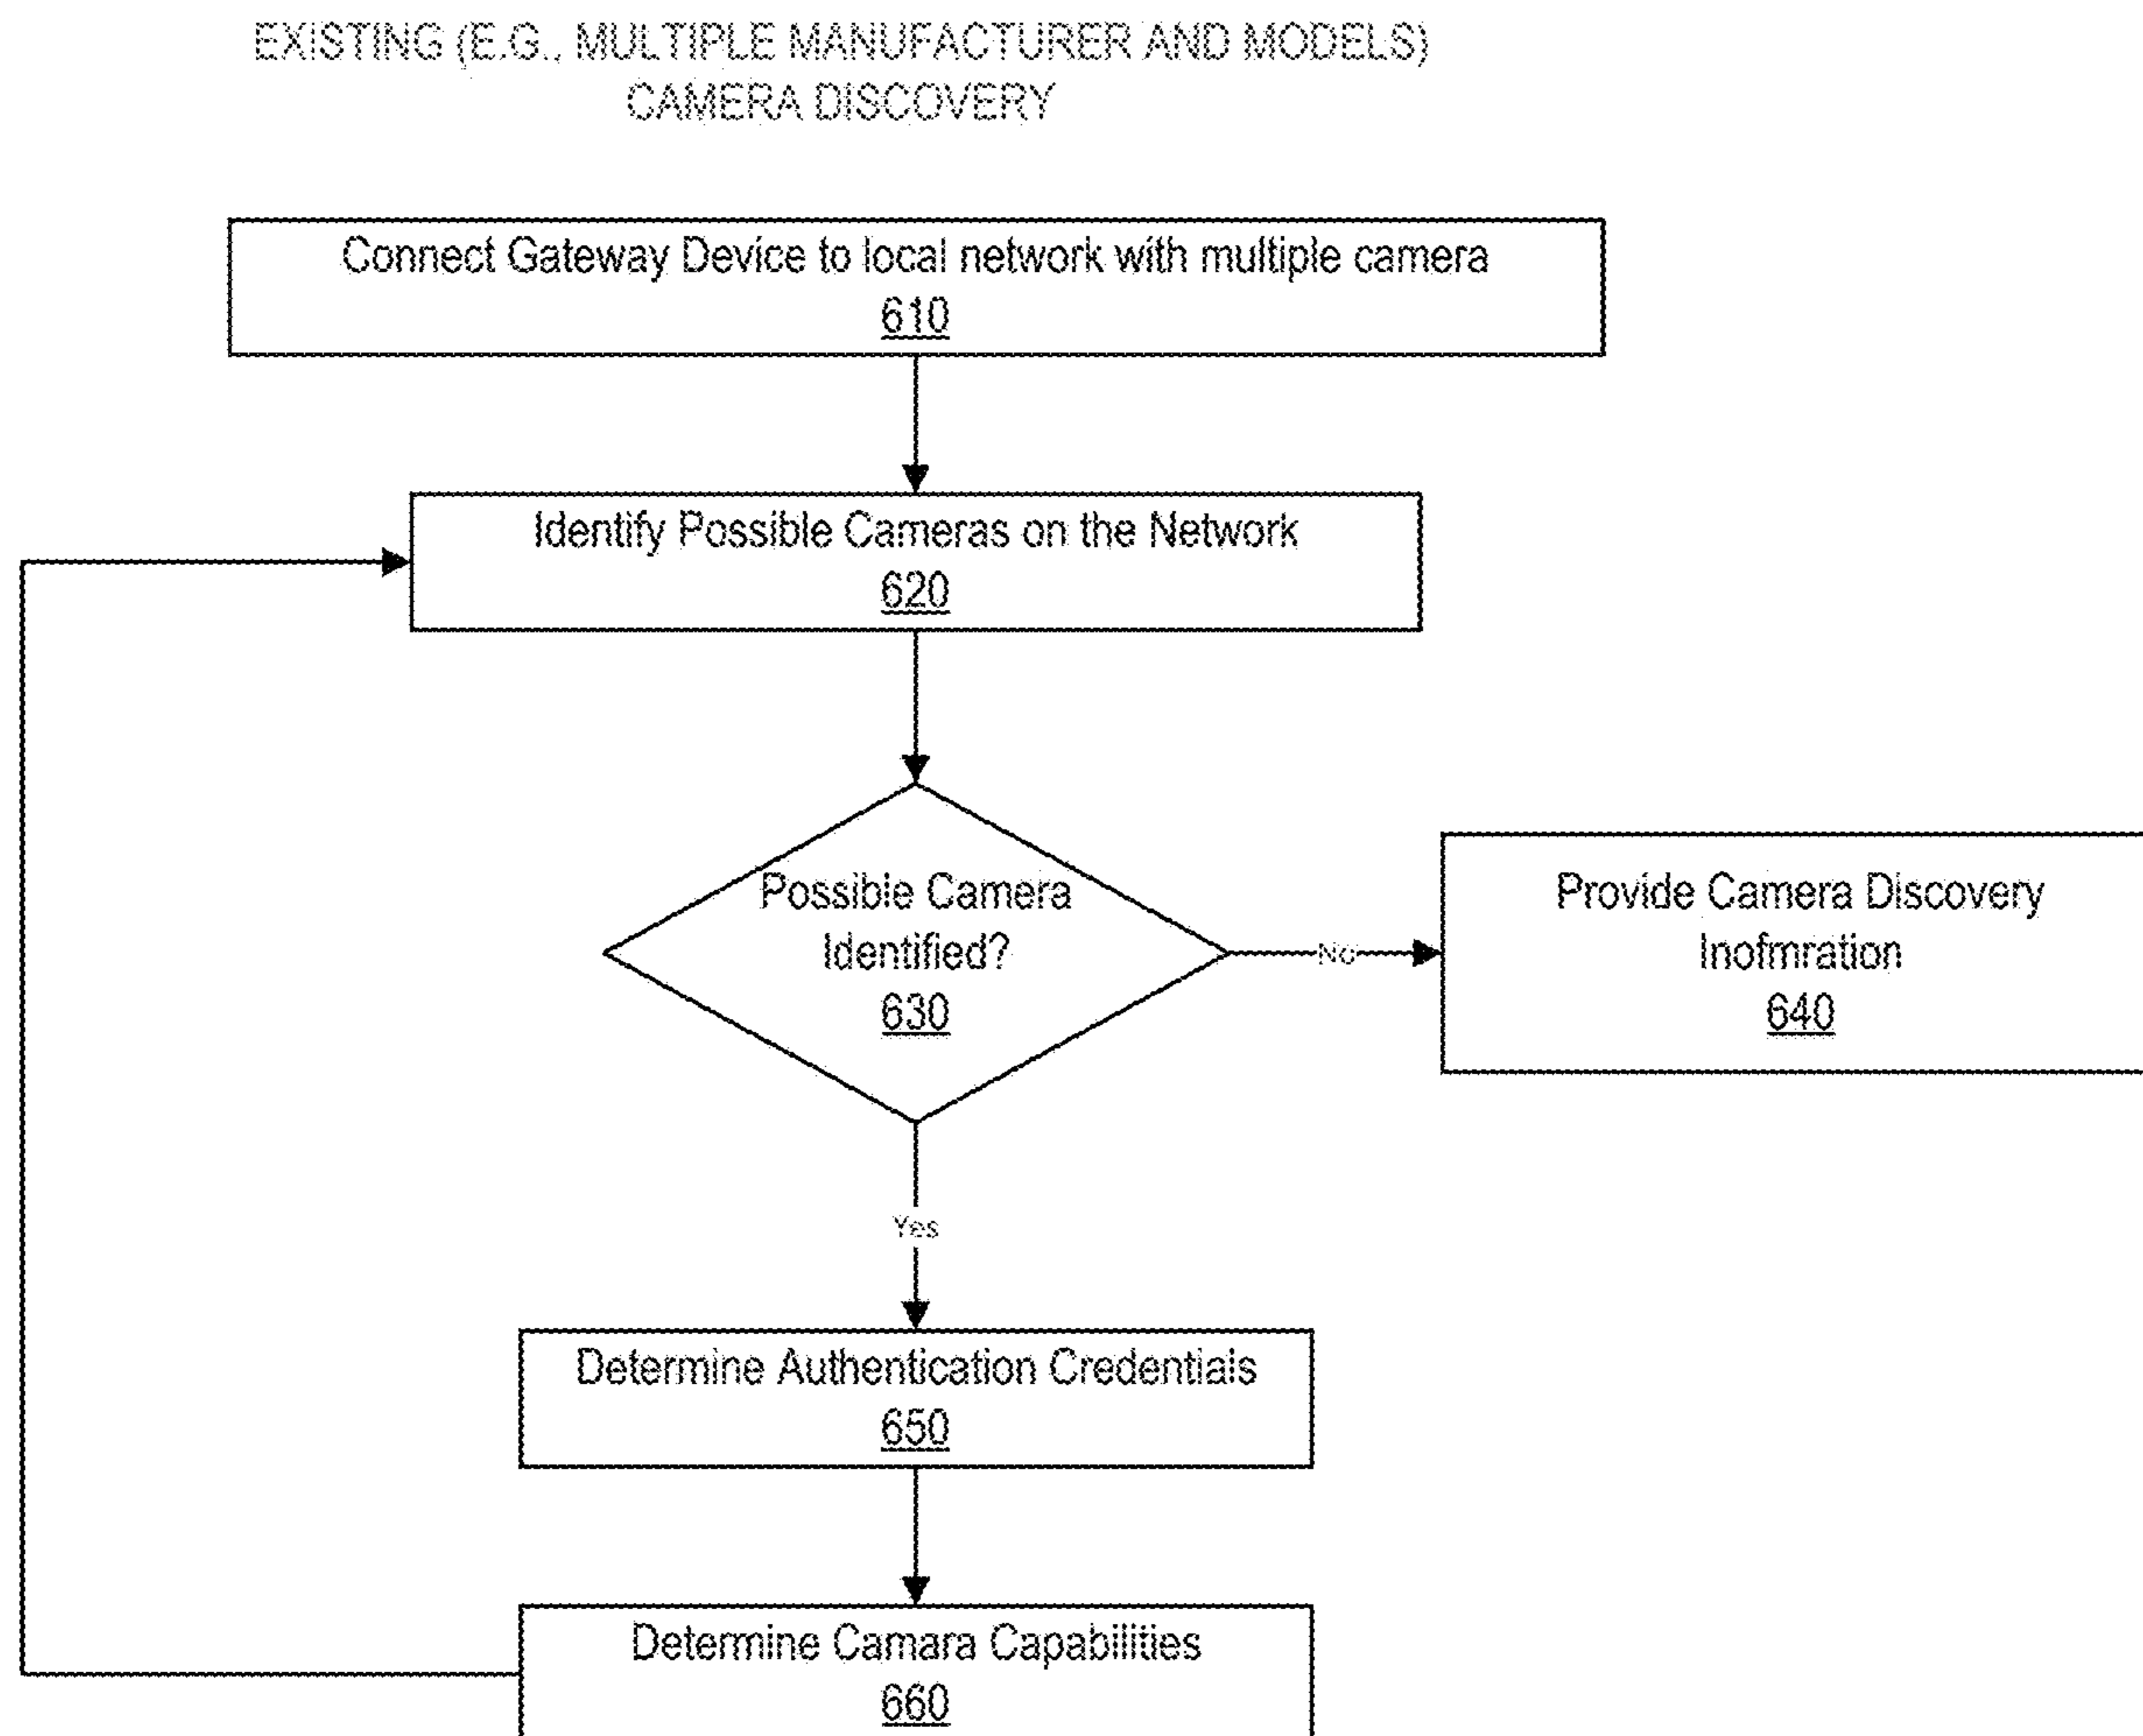 EXISTING (E.G., MULTIPLE MANUFACTURER AND MODELS)
CAMERA DISCOVERY
Connect Gateway Device to local network with multiple camera
610
Identify Possible Cameras on the Network
620
Possible Camera
Identified?
630
No
Provide Camera Discovery
Inofmration
640
Yes
Determine Authentication Credentials
650
Determine Camara Capabilities
660